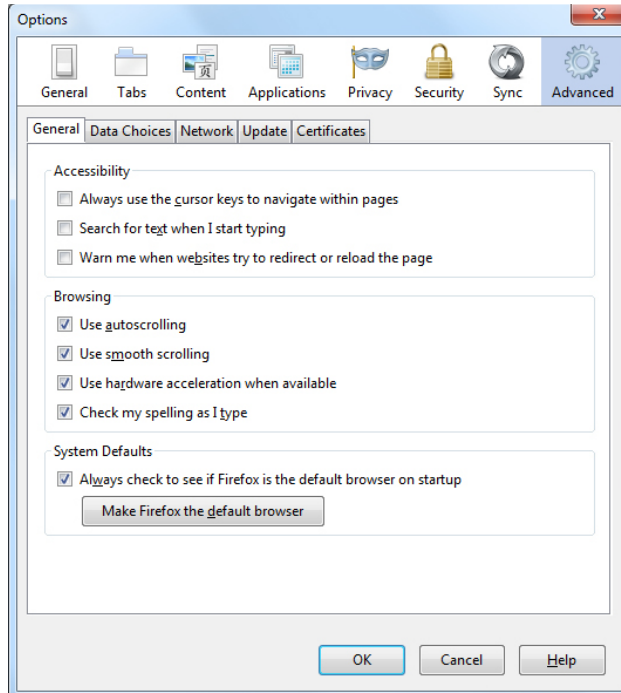 Options
General Tabs Content Applications Privacy Security Sync Advanced
General Data Choices Network Update Certificates
Accessibility
Always use the cursor keys to navigate within pages
Search for text when I start typing
Warn me when websites try to redirect or reload the page
Browsing
Use autoscrolling
Use smooth scrolling
Use hardware acceleration when available
Check my spelling as I type
System Defaults
Always check to see if Firefox is the default browser on startup
Make Firefox the default browser
OK Cancel Help